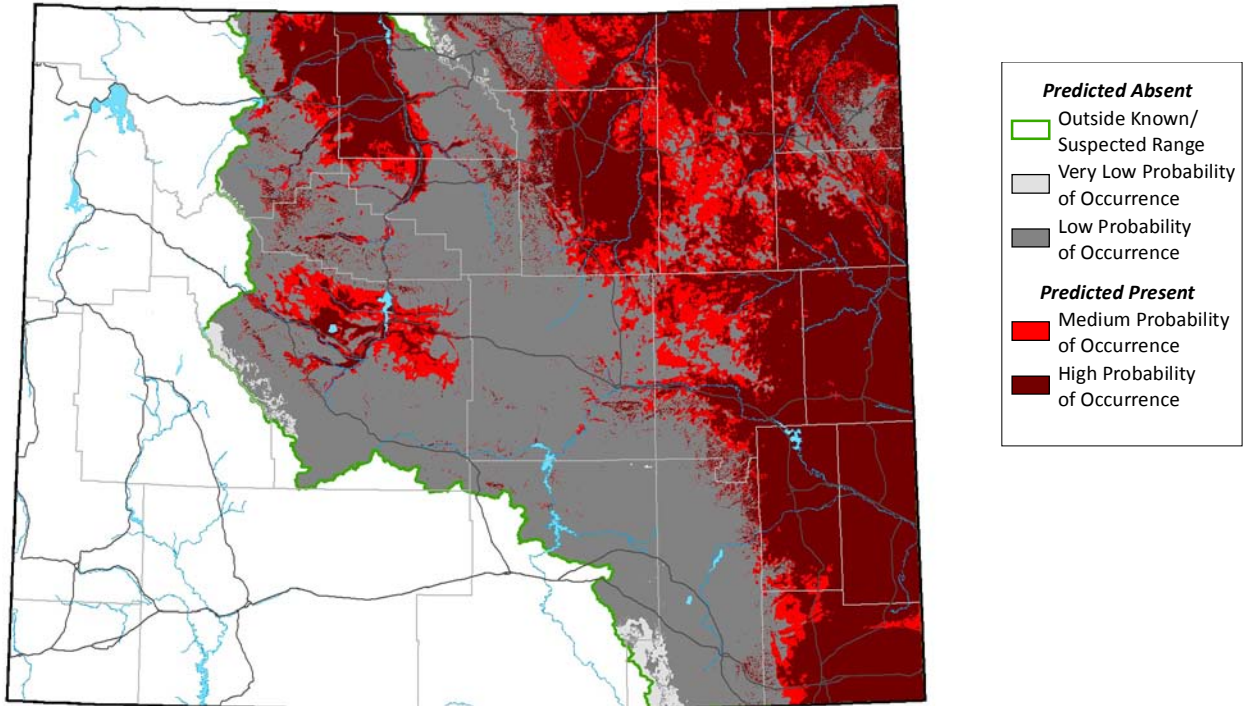 Predicted Absent
Outside Known/
Suspected Range
Very Low Probability
of Occurrence
Low Probability
of Occurrence
Predicted Present
Medium Probability
of Occurrence
High Probability
of Occurrence